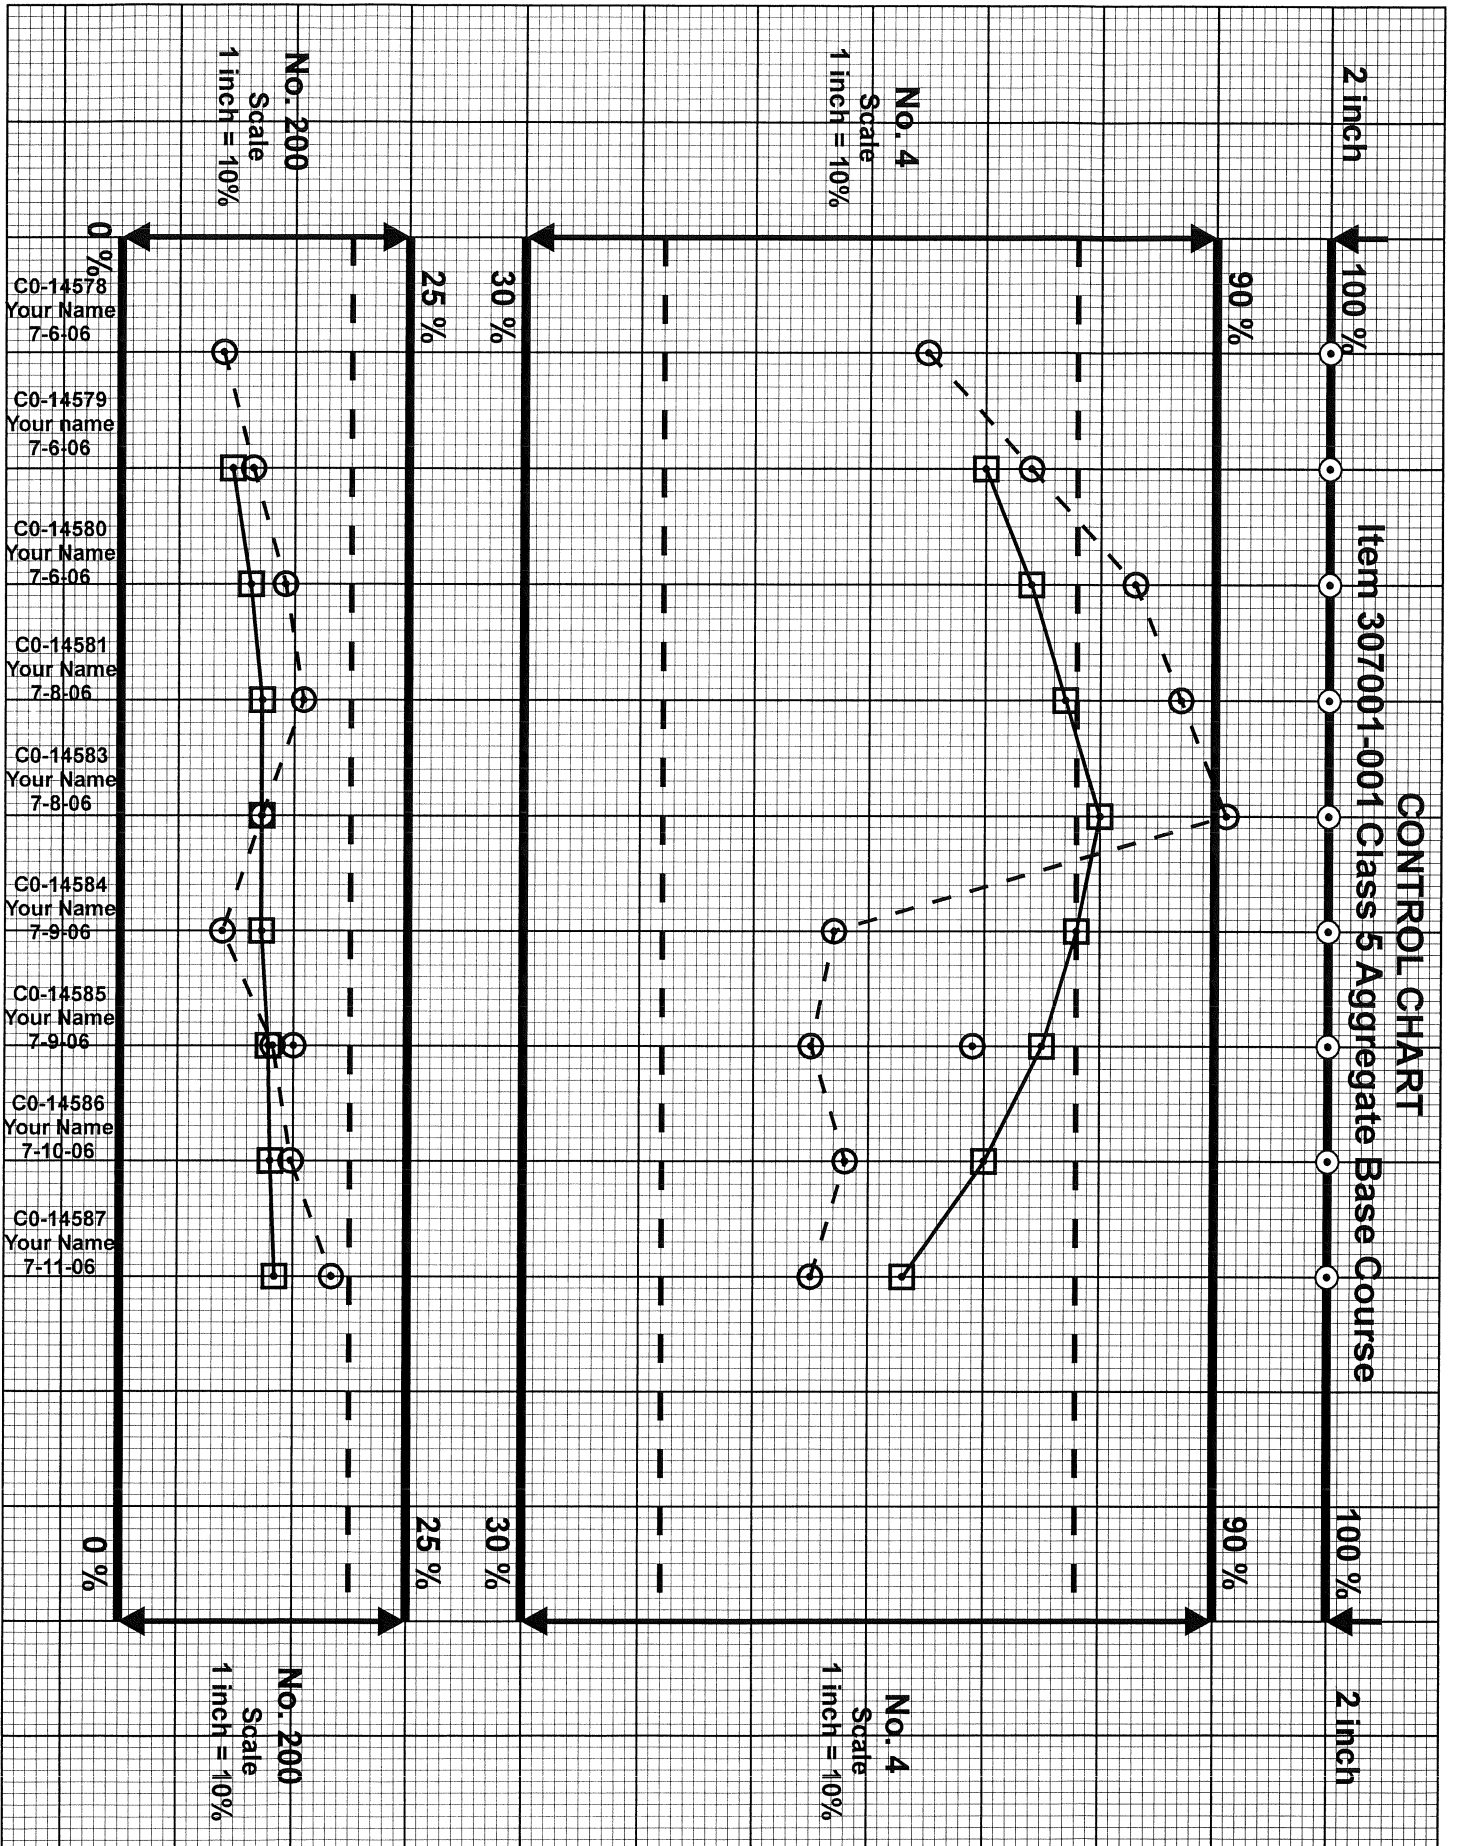 CONTROL CHART
Item 307001-001 Class 5 Aggregate Base Course
2 inch
100 %
100 %
2 inch
90 %
90 %
No. 4
Scale
1 inch = 10%
No. 4
Scale
1 inch = 10%
30 %
30 %
25 %
25 %
No. 200
Scale
1 inch = 10%
No. 200
Scale
1 inch = 10%
0 %
0 %
C0-14578
Your Name
7-6-06
C0-14579
Your name
7-6-06
C0-14580
Your Name
7-6-06
C0-14581
Your Name
7-8-06
C0-14583
Your Name
7-8-06
C0-14584
Your Name
7-9-06
C0-14585
Your Name
7-9-06
C0-14586
Your Name
7-10-06
C0-14587
Your Name
7-11-06